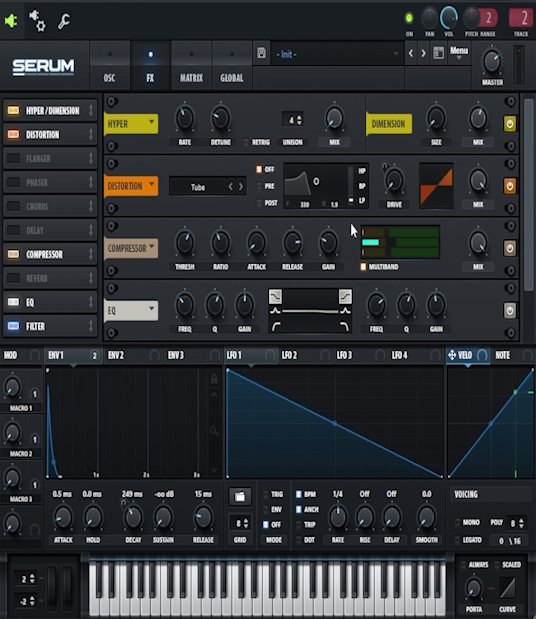 ON PAN VOL PITCH RANGE 2 2 TRACK
SERUM
OSC FX MATRIX GLOBAL
- Init -
Menu
MASTER
HYPER / DIMENSION
DISTORTION
FLANGER
PHASER
CHORUS
DELAY
COMPRESSOR
REVERB
EQ
FILTER
HYPER
RATE DETUNE RETRIG 4 UNISON MIX
DIMENSION
SIZE MIX
DISTORTION
Tube
OFF
PRE
POST
HP
BP
LP
330 Q 1.9
DRIVE MIX
COMPRESSOR
THRESH RATIO ATTACK RELEASE GAIN MULTIBAND MIX
EQ
FREQ Q GAIN FREQ Q GAIN
MOD ENV 1 2 ENV 2 ENV 3 LFO 1 LFO 2 LFO 3 LFO 4 VELO NOTE
MACRO 1 1
MACRO 2 1
MACRO 3 1
1s 2s 3s
0.5 ms 0.0 ms 249 ms -oo dB 15 ms
ATTACK HOLD DECAY SUSTAIN RELEASE
8
GRID
TRIG
ENV
OFF
MODE
BPM
ANCH
TRIP
DOT
1/4 Off Off 0.0
RATE RISE DELAY SMOOTH
VOICING
MONO POLY 8
LEGATO 0 \ 16
2
-2
ALWAYS SCALED
PORTA CURVE